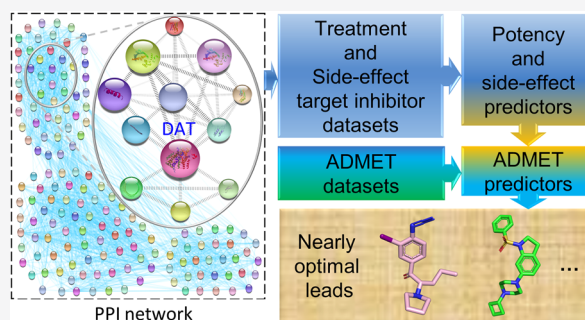 DAT
PPI network
Treatment
and
Side-effect
target inhibitor
datasets
Potency
and
side-effect
predictors
ADMET
datasets
ADMET
predictors
Nearly
optimal
leads
...